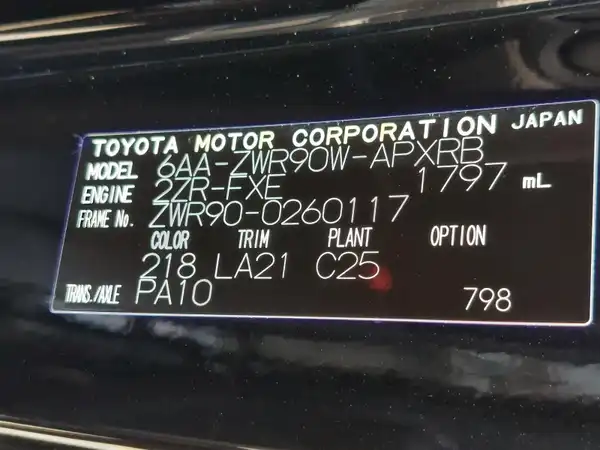 TOYOTA MOTOR CORPORATION JAPAN
MODEL 6AA-ZWR90W-APXRB
ENGINE 2ZR-FXE 1797 mL
FRAME No. ZWR90-0260117
COLOR TRIM PLANT OPTION
218 LA21 C25
TRANS./AXLE PA10 798